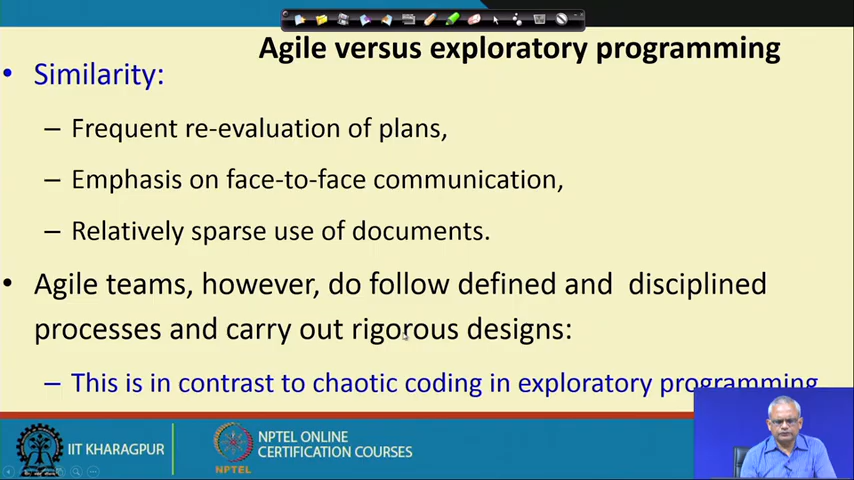 Agile versus exploratory programming
• Similarity:
– Frequent re-evaluation of plans,
– Emphasis on face-to-face communication,
– Relatively sparse use of documents.
• Agile teams, however, do follow defined and disciplined
processes and carry out rigorous designs:
– This is in contrast to chaotic coding in exploratory programming
IIT KHARAGPUR
NPTEL
NPTEL ONLINE
CERTIFICATION COURSES